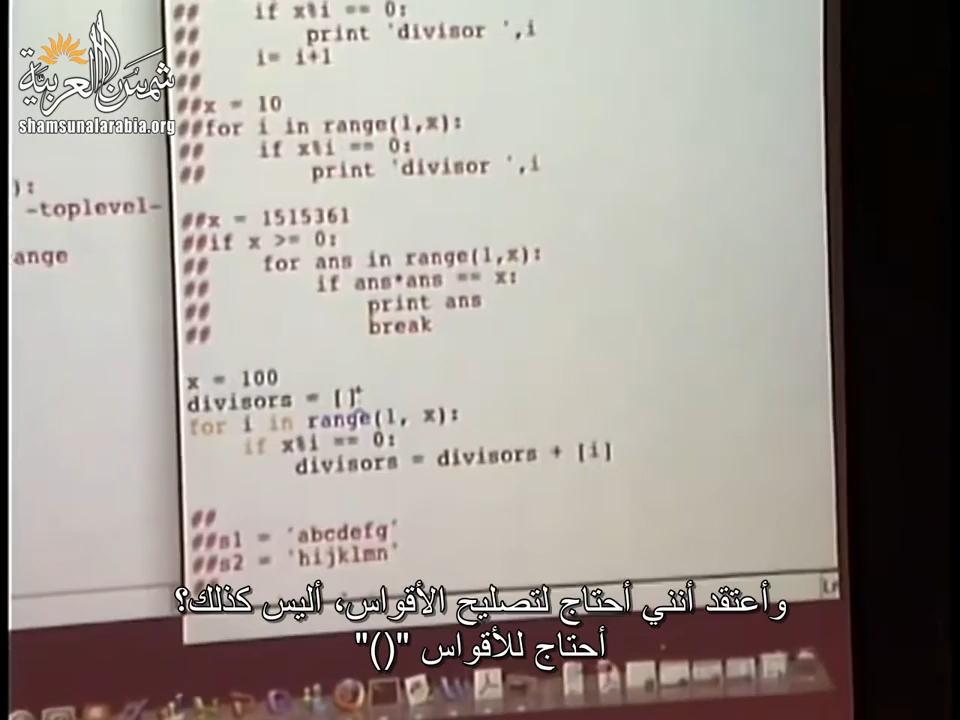 شمس العربية
shamsunalarabia.org
##    if x%i == 0:
##        print 'divisor ',i
##    i= i+1
##
##x = 10
##for i in range(1,x):
##    if x%i == 0:
##        print 'divisor ',i
):
-toplevel-
ange
##x = 1515361
##if x >= 0:
##    for ans in range(1,x):
##        if ans*ans == x:
##            print ans
##            break
x = 100
divisors = []
for i in range(1, x):
    if x%i == 0:
        divisors = divisors + [i]
##
##s1 = 'abcdefg'
##s2 = 'hijklmn'
##
Ln
وأعتقد أنني أحتاج لتصليح الأقواس، أليس كذلك؟
أحتاج للأقواس "()"